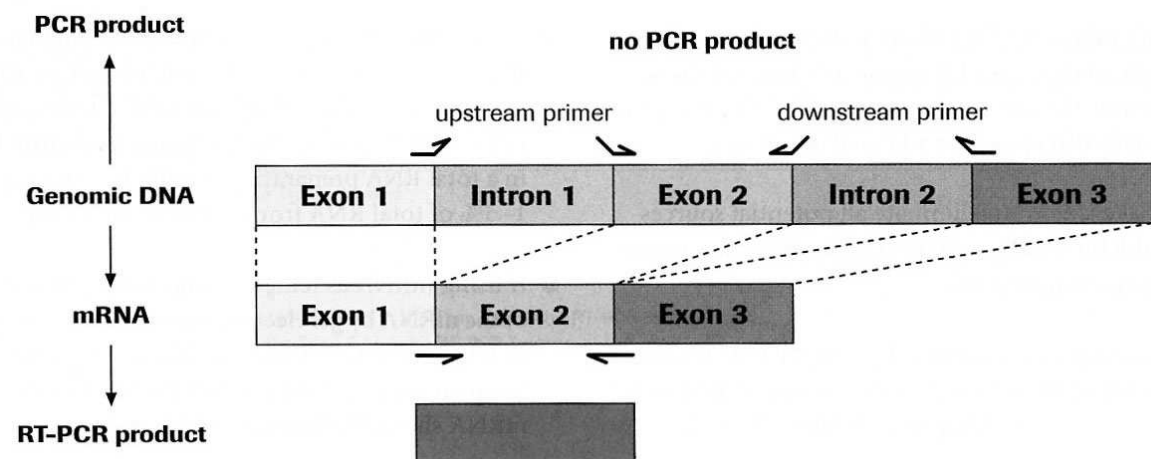 PCR product
no PCR product
upstream primer downstream primer
Genomic DNA Exon 1 Intron 1 Exon 2 Intron 2 Exon 3
mRNA Exon 1 Exon 2 Exon 3
RT-PCR product